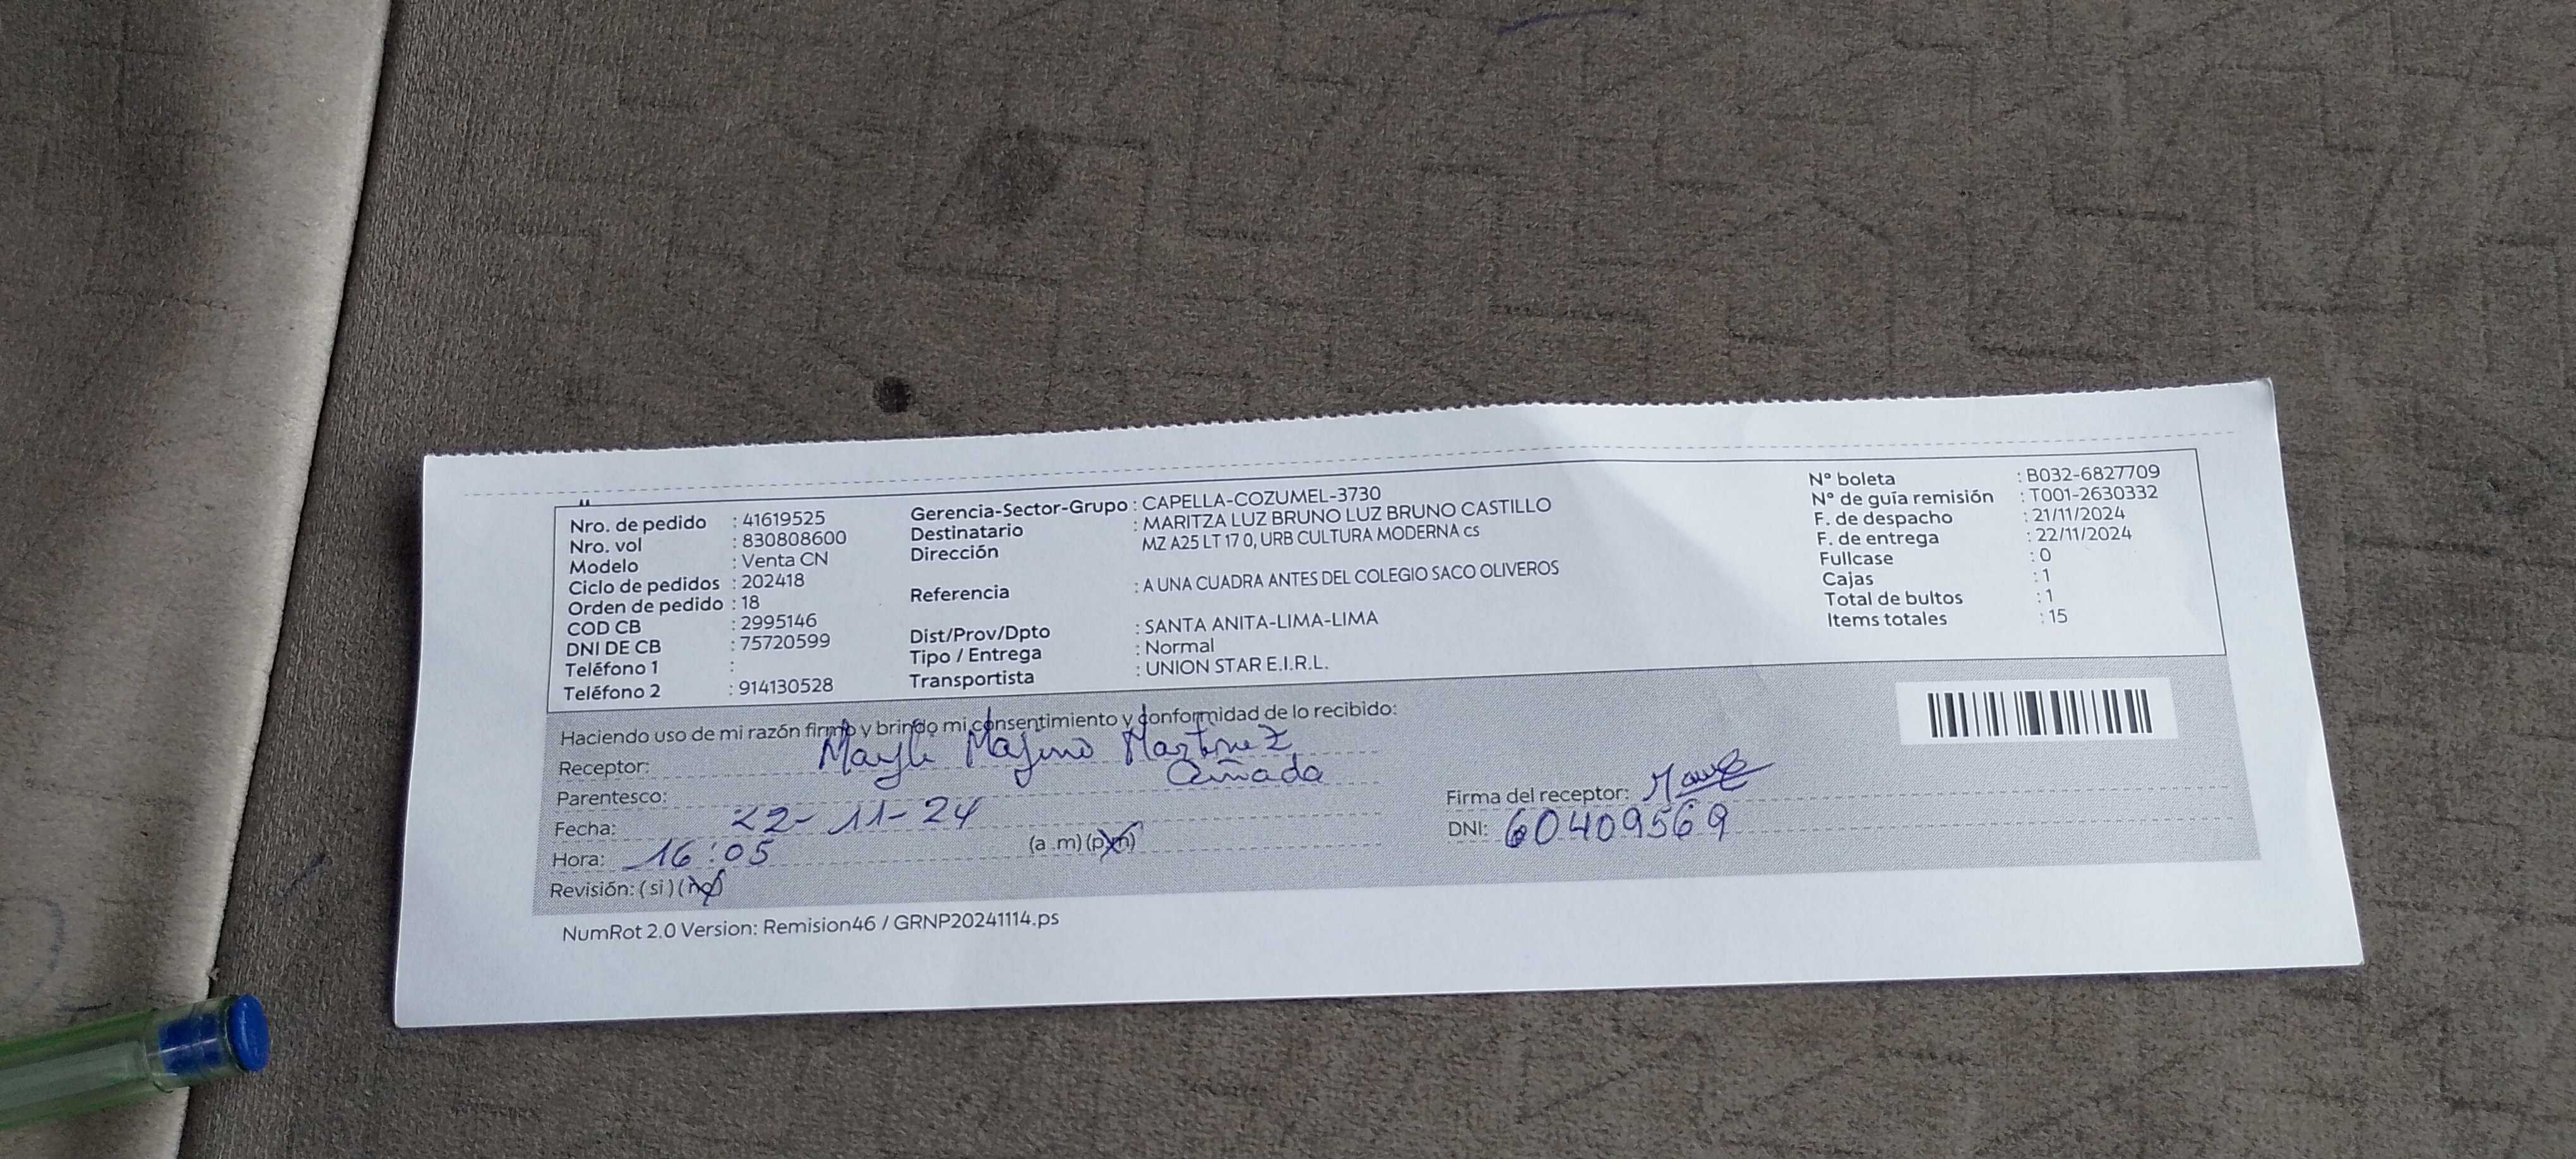 Nro. de pedido : 41619525
Nro. vol : 830808600
Modelo : Venta CN
Ciclo de pedidos : 202418
Orden de pedido : 18
COD CB : 2995146
DNI DE CB : 75720599
Teléfono 1 :
Teléfono 2 : 914130528
Gerencia-Sector-Grupo : CAPELLA-COZUMEL-3730
Destinatario : MARITZA LUZ BRUNO LUZ BRUNO CASTILLO
Dirección MZ A25 LT 17 0, URB CULTURA MODERNA cs
Referencia : A UNA CUADRA ANTES DEL COLEGIO SACO OLIVEROS
Dist/Prov/Dpto : SANTA ANITA-LIMA-LIMA
Tipo / Entrega : Normal
Transportista : UNION STAR E.I.R.L.
N° boleta : B032-6827709
N° de guía remisión : T001-2630332
F. de despacho : 21/11/2024
F. de entrega : 22/11/2024
Fullcase : 0
Cajas : 1
Total de bultos : 1
Items totales : 15
Haciendo uso de mi razón firmo y brindo mi consentimiento y conformidad de lo recibido:
Receptor: Martinez
Parentesco: Cuñada
Fecha: 22-11-24
Hora: 16:05 (a .m) (p.m)
Revisión: (si) (no)
Firma del receptor:
DNI: 60409569
NumRot 2.0 Version: Remision46 / GRNP20241114.ps